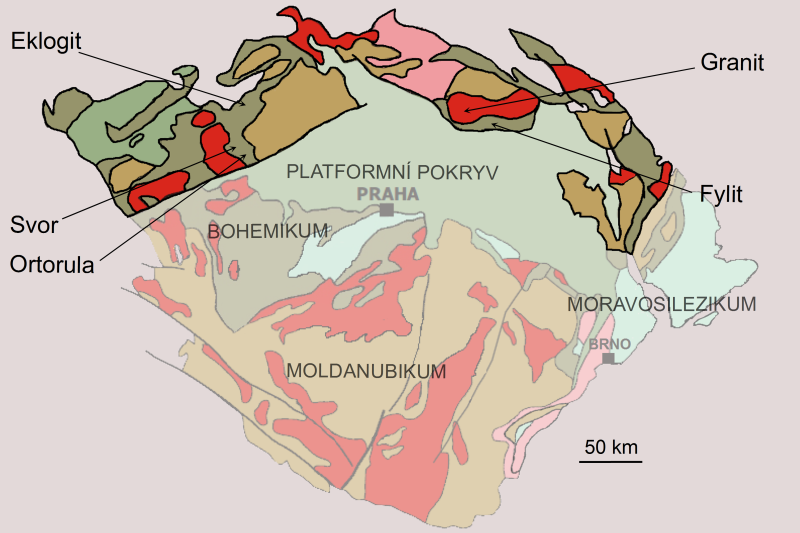 Eklogit
Granit
PLATFORMNÍ POKRYV
PRAHA
Fylit
Svor
BOHEMIKUM
Ortorula
MORAVOSILEZIKUM
BRNO
MOLDANUBIKUM
50 km